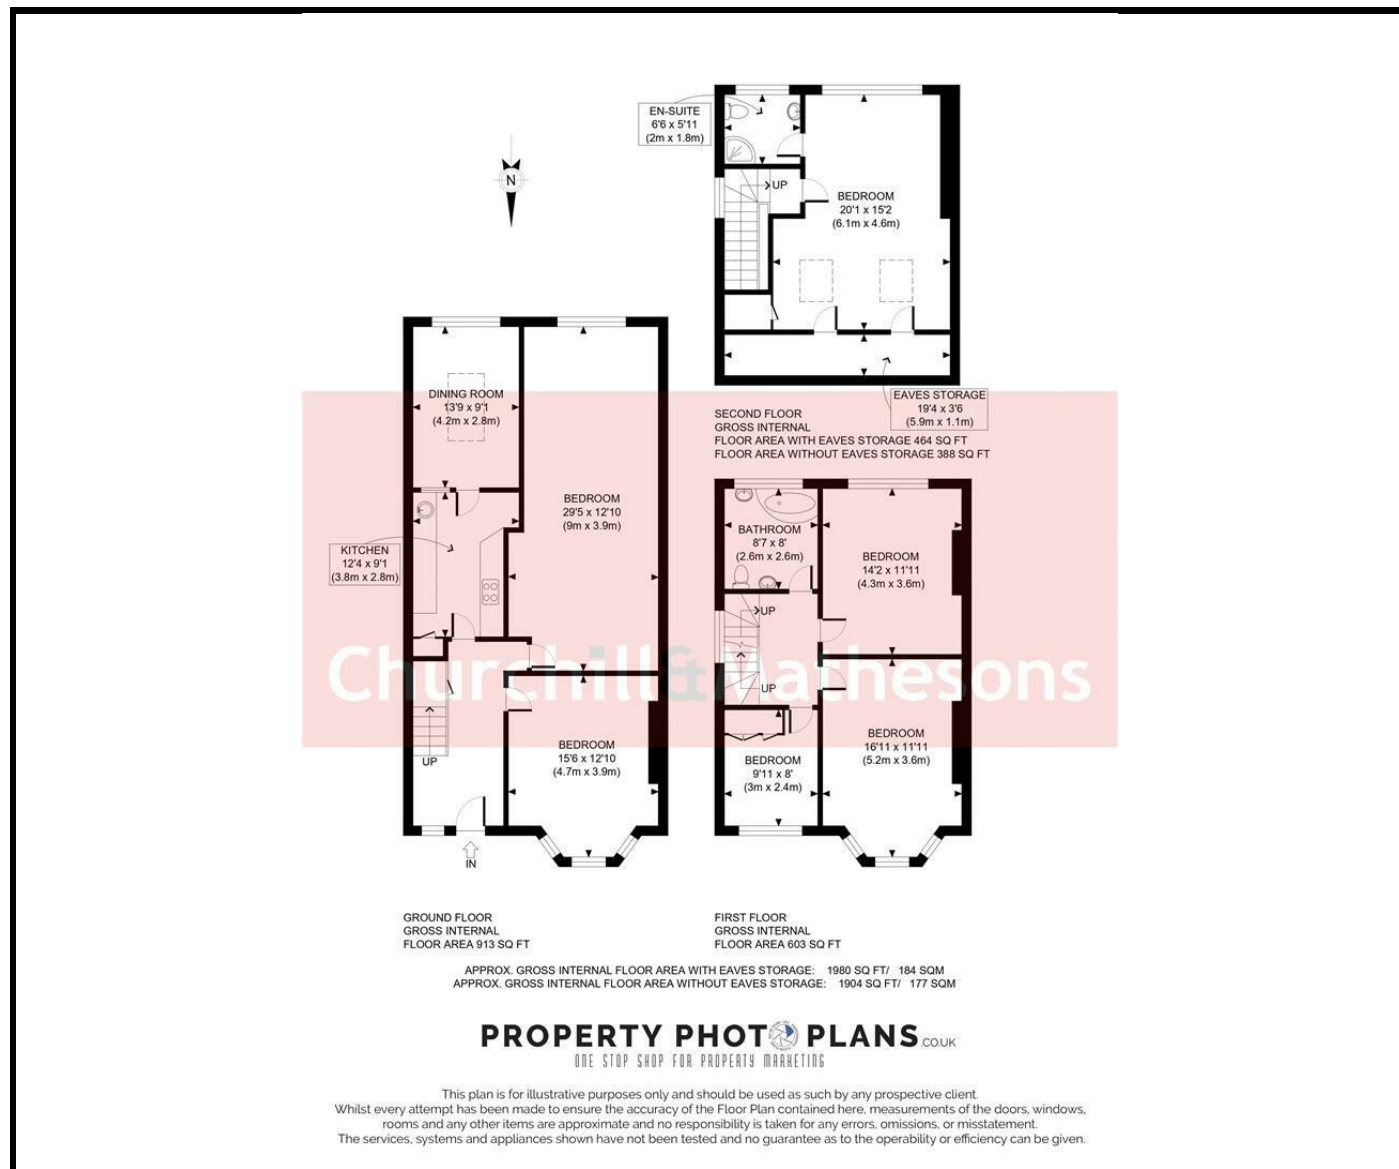 EN-SUITE
6'6 x 5'11
(2m x 1.8m)
UP
BEDROOM
20'1 x 15'2
(6.1m x 4.6m)
N
EAVES STORAGE
19'4 x 3'6
(5.9m x 1.1m)
SECOND FLOOR
GROSS INTERNAL
FLOOR AREA WITH EAVES STORAGE 464 SQ FT
FLOOR AREA WITHOUT EAVES STORAGE 388 SQ FT
DINING ROOM
13'9 x 9'1
(4.2m x 2.8m)
BEDROOM
29'5 x 12'10
(9m x 3.9m)
KITCHEN
12'4 x 9'1
(3.8m x 2.8m)
BEDROOM
15'6 x 12'10
(4.7m x 3.9m)
UP
IN
BATHROOM
8'7 x 8'
(2.6m x 2.6m)
BEDROOM
14'2 x 11'11
(4.3m x 3.6m)
UP
UP
BEDROOM
16'11 x 11'11
(5.2m x 3.6m)
BEDROOM
9'11 x 8'
(3m x 2.4m)
Churchill & Mathesons
GROUND FLOOR
GROSS INTERNAL
FLOOR AREA 913 SQ FT
FIRST FLOOR
GROSS INTERNAL
FLOOR AREA 603 SQ FT
APPROX. GROSS INTERNAL FLOOR AREA WITH EAVES STORAGE: 1980 SQ FT/ 184 SQM
APPROX. GROSS INTERNAL FLOOR AREA WITHOUT EAVES STORAGE: 1904 SQ FT/ 177 SQM
PROPERTY PHOTO PLANS.CO.UK
ONE STOP SHOP FOR PROPERTY MARKETING
This plan is for illustrative purposes only and should be used as such by any prospective client.
Whilst every attempt has been made to ensure the accuracy of the Floor Plan contained here, measurements of the doors, windows,
rooms and any other items are approximate and no responsibility is taken for any errors, omissions, or misstatement.
The services, systems and appliances shown have not been tested and no guarantee as to the operability or efficiency can be given.